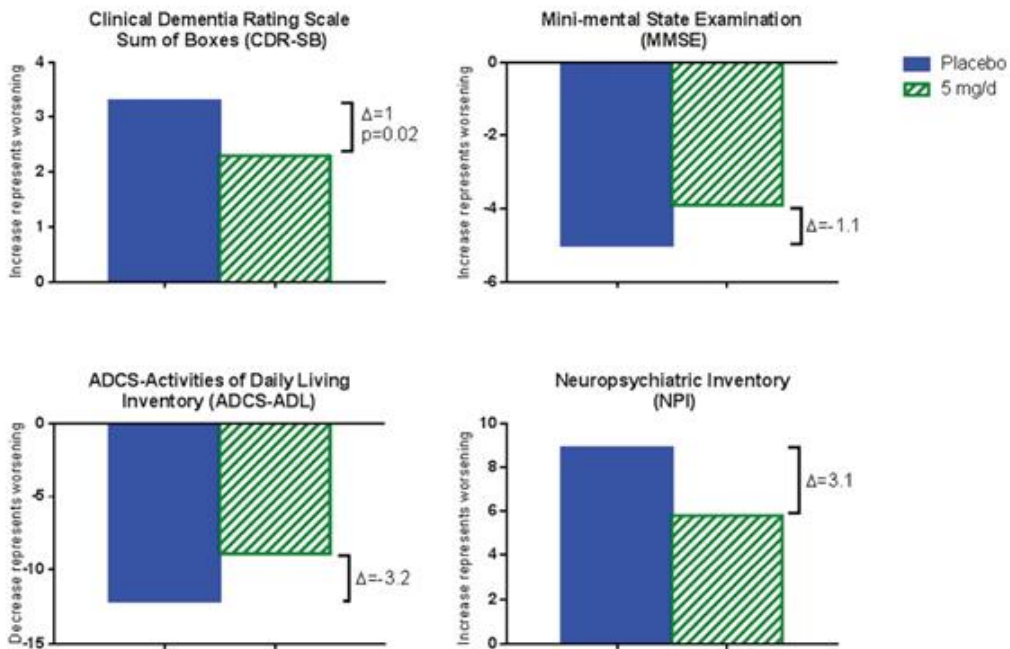 Clinical Dementia Rating Scale
Sum of Boxes (CDR-SB)
Increase represents worsening
4
3
2
1
0
Δ=1
p=0.02
Mini-mental State Examination
(MMSE)
Increase represents worsening
0
-2
-4
-6
Δ=-1.1
Placebo
5 mg/d
ADCS-Activities of Daily Living
Inventory (ADCS-ADL)
Decrease represents worsening
0
-5
-10
-15
Δ=-3.2
Neuropsychiatric Inventory
(NPI)
Increase represents worsening
10
8
6
4
2
0
Δ=3.1